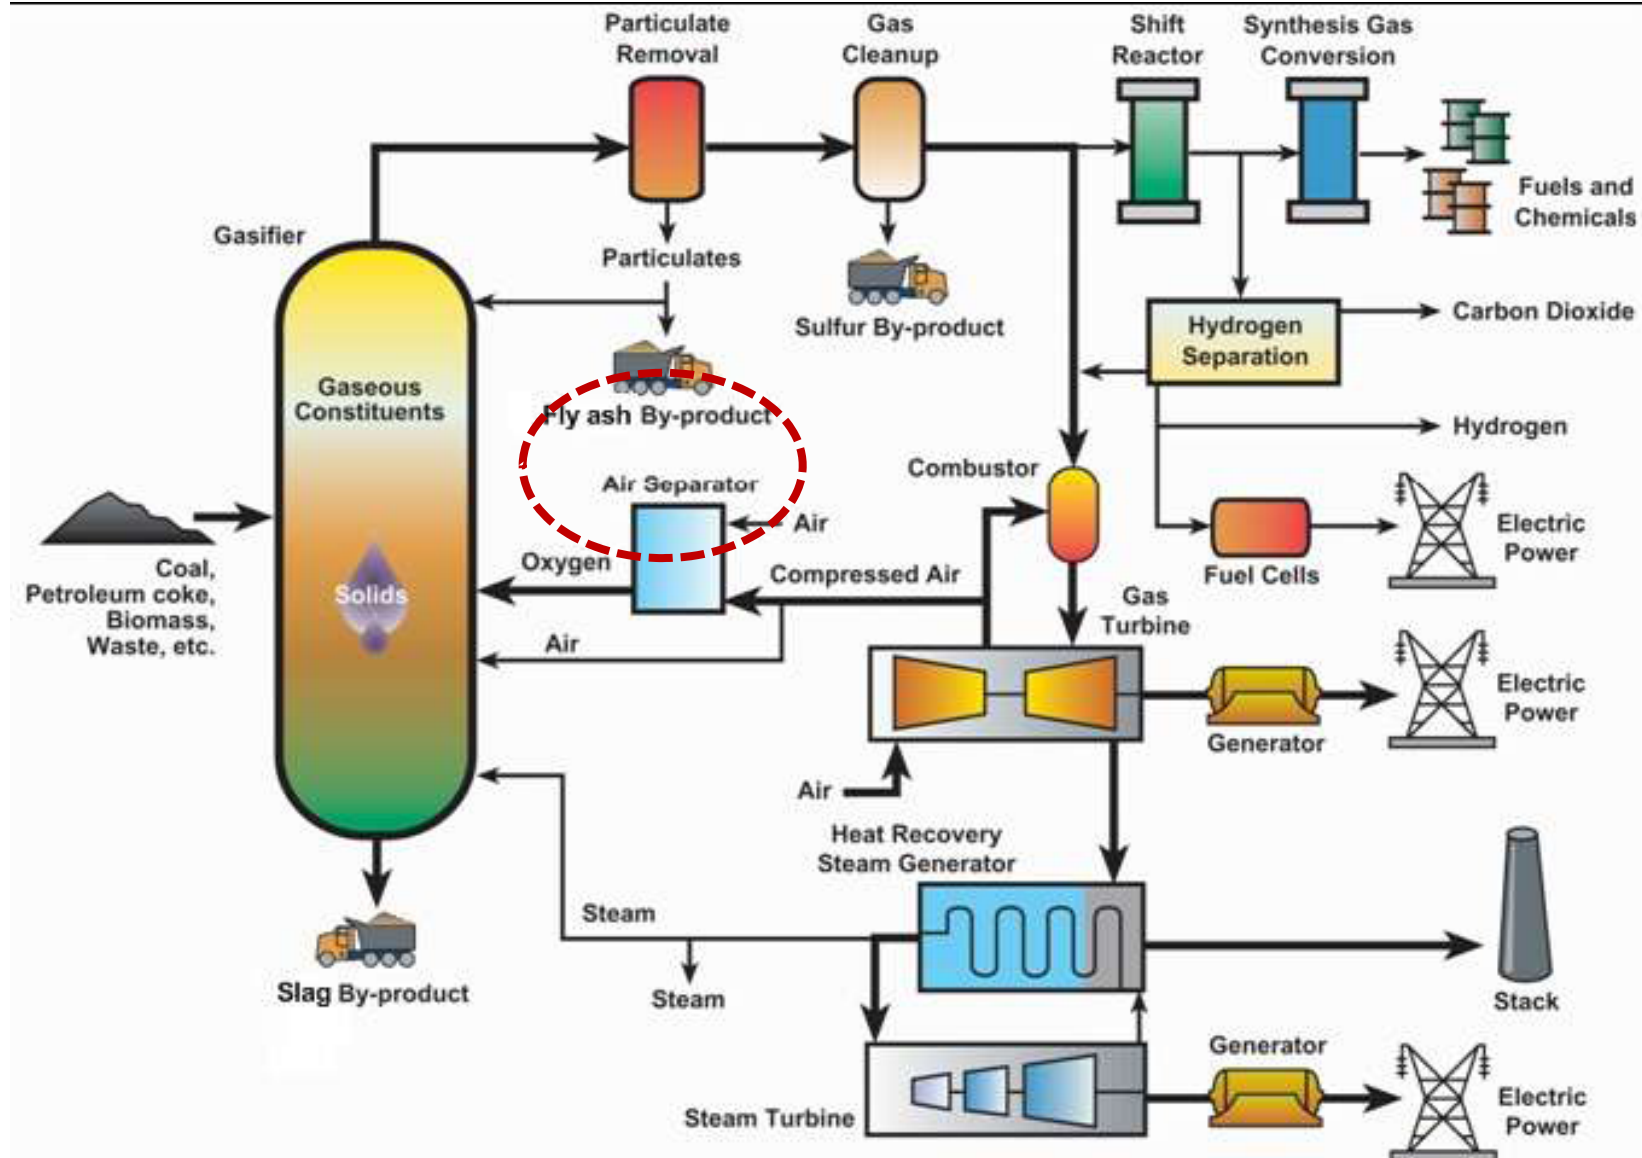 Particulate
Removal
Gas
Cleanup
Shift
Reactor
Synthesis Gas
Conversion
Fuels and
Chemicals
Gasifier
Particulates
Sulfur By-product
Fly ash By-product
Hydrogen
Separation
Carbon Dioxide
Hydrogen
Gaseous
Constituents
Air Separator
Air
Combustor
Fuel Cells
Electric
Power
Coal,
Petroleum coke,
Biomass,
Waste, etc.
Solids
Oxygen
Compressed Air
Air
Gas
Turbine
Generator
Electric
Power
Air
Heat Recovery
Steam Generator
Steam
Steam
Stack
Slag By-product
Steam Turbine
Generator
Electric
Power